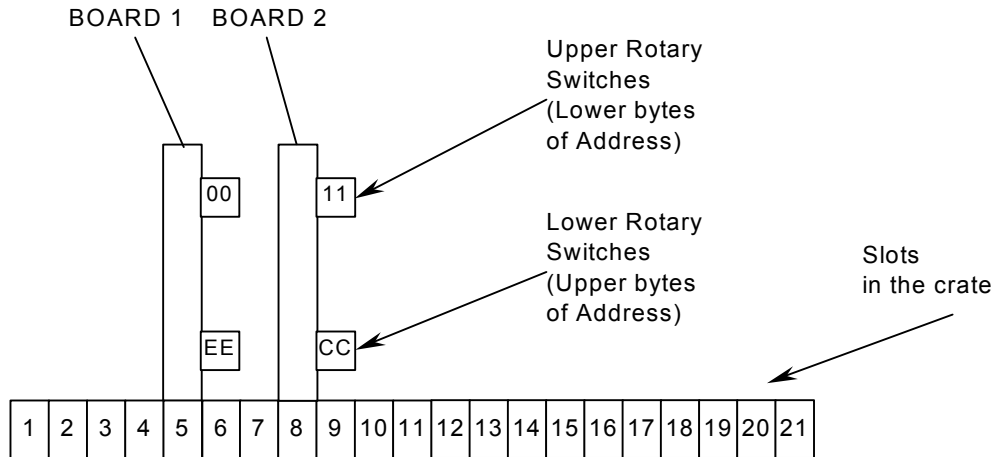 BOARD 1 BOARD 2
Upper Rotary
Switches
(Lower bytes
of Address)
00
11
Lower Rotary
Switches
(Upper bytes
of Address)
Slots
in the crate
EE
CC
1 2 3 4 5 6 7 8 9 10 11 12 13 14 15 16 17 18 19 20 21